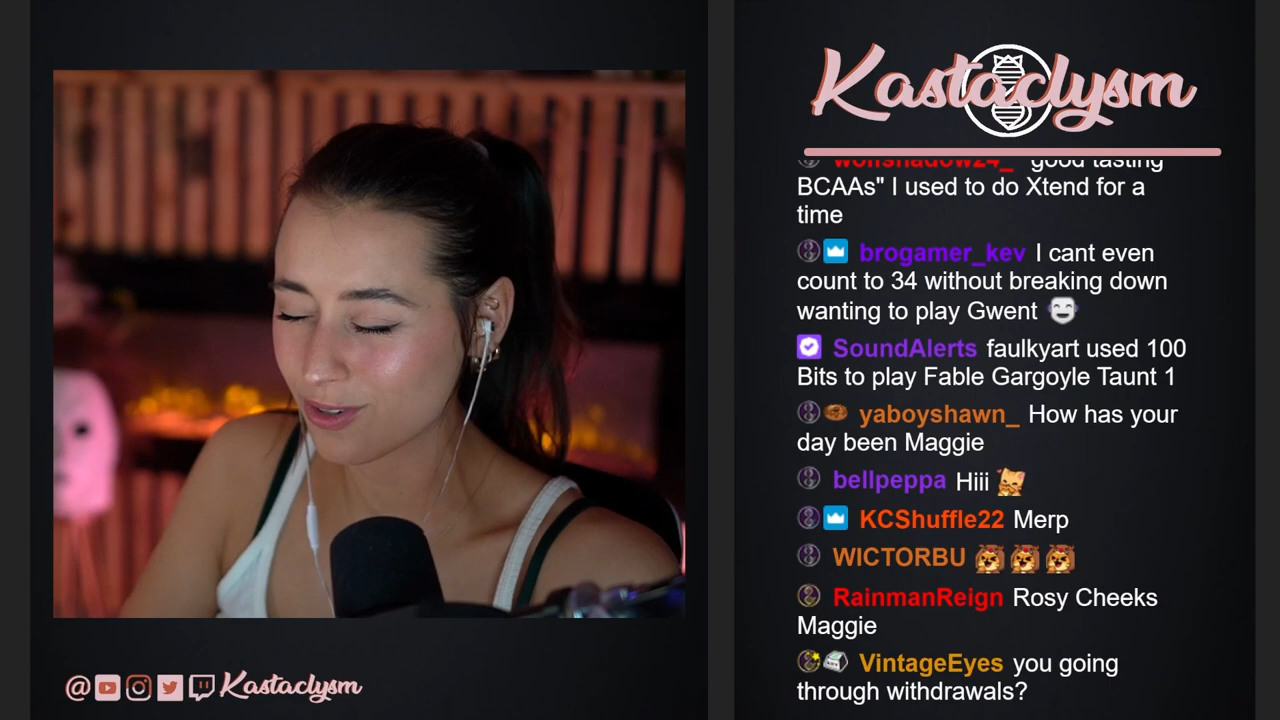 Kastaclysm
wolfshadow24_ good tasting
BCAAs" I used to do Xtend for a
time
brogamer_kev I cant even
count to 34 without breaking down
wanting to play Gwent
SoundAlerts faulkyart used 100
Bits to play Fable Gargoyle Taunt 1
yaboyshawn_ How has your
day been Maggie
bellpeppa Hiii
KCShuffle22 Merp
WICTORBU
RainmanReign Rosy Cheeks
Maggie
VintageEyes you going
through withdrawals?
@ Kastaclysm